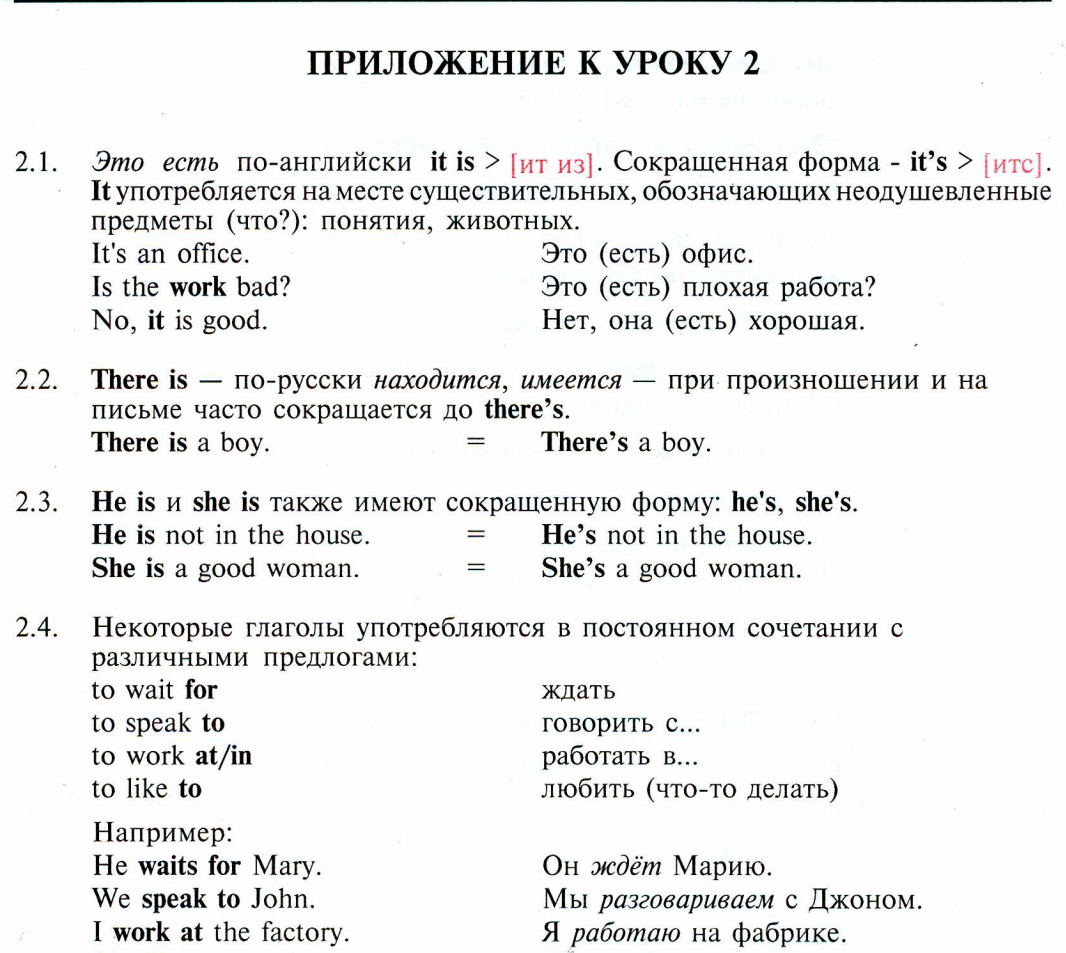 ПРИЛОЖЕНИЕ К УРОКУ 2
2.1. Это есть по-английски it is > [ит из]. Сокращенная форма - it's > [итс].
It употребляется на месте существительных, обозначающих неодушевленные
предметы (что?): понятия, животных.
It's an office. Это (есть) офис.
Is the work bad? Это (есть) плохая работа?
No, it is good. Нет, она (есть) хорошая.
2.2. There is — по-русски находится, имеется — при произношении и на
письме часто сокращается до there's.
There is a boy. = There's a boy.
2.3. He is и she is также имеют сокращенную форму: he's, she's.
He is not in the house. = He's not in the house.
She is a good woman. = She's a good woman.
2.4. Некоторые глаголы употребляются в постоянном сочетании с
различными предлогами:
to wait for ждать
to speak to говорить с...
to work at/in работать в...
to like to любить (что-то делать)
Например:
He waits for Mary. Он ждёт Марию.
We speak to John. Мы разговариваем с Джоном.
I work at the factory. Я работаю на фабрике.